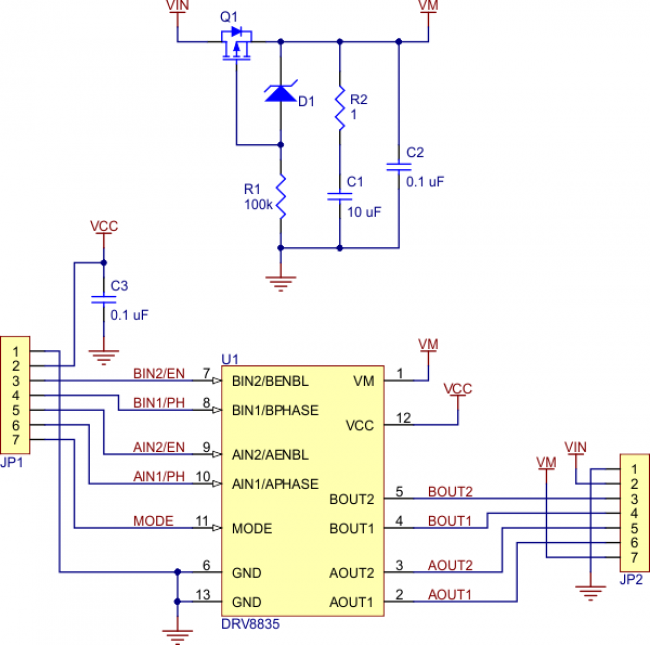 VIN
Q1
VM
D1
R2
1
C2
0.1 uF
R1
100k
C1
10 uF
VCC
C3
0.1 uF
JP1
1
2
3
4
5
6
7
BIN2/EN
BIN1/PH
AIN2/EN
AIN1/PH
MODE
7
8
9
10
11
6
13
U1
BIN2/BENBL
BIN1/BPHASE
AIN2/AENBL
AIN1/APHASE
MODE
GND
GND
VM
VCC
BOUT2
BOUT1
AOUT2
AOUT1
DRV8835
1
12
5
4
3
2
VM
VCC
BOUT2
BOUT1
AOUT2
AOUT1
VM
VIN
1
2
3
4
5
6
7
JP2